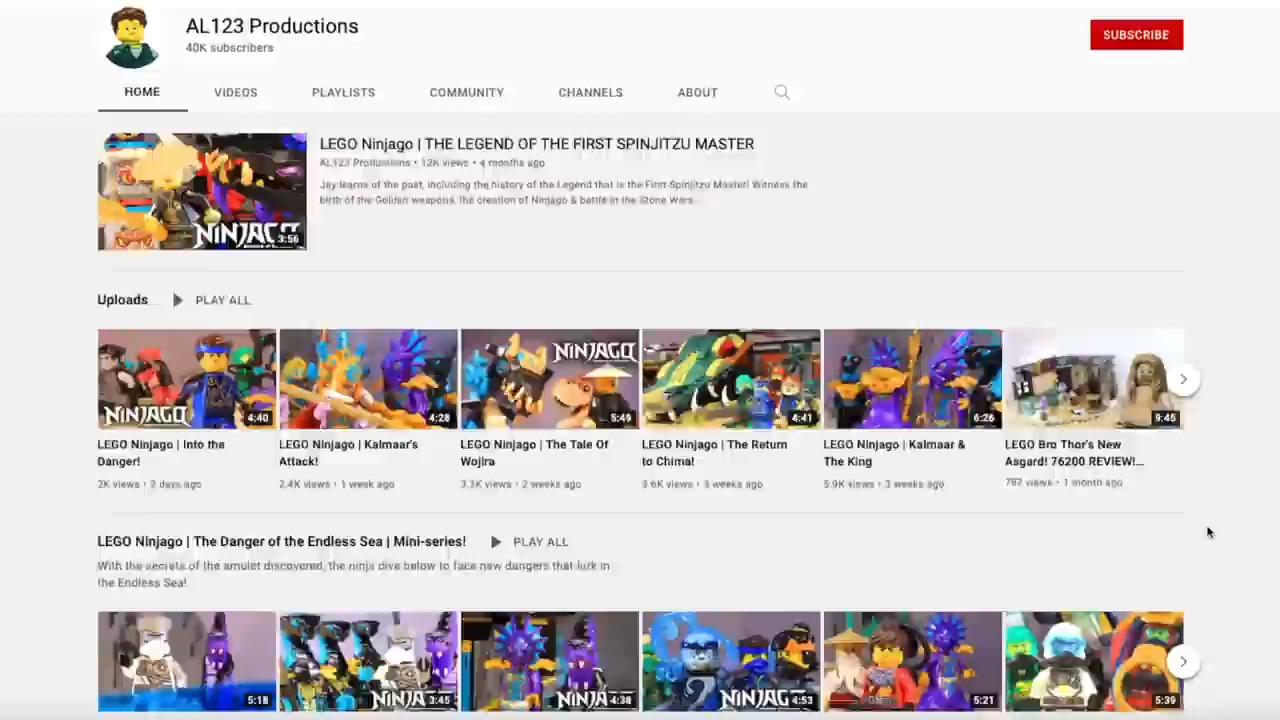 AL123 Productions
40K subscribers
SUBSCRIBE
HOME VIDEOS PLAYLISTS COMMUNITY CHANNELS ABOUT
LEGO Ninjago | THE LEGEND OF THE FIRST SPINJITZU MASTER
AL123 Productions • 12K views • 4 months ago
Jay learns of the past, including the history of the Legend that is the First Spinjitzu Master! Witness the
birth of the Golden weapons, the creation of Ninjago & battle in the Stone Wars...
NINJAGO
3:56
Uploads PLAY ALL
NINJAGO 4:40 4:28 NINJAGO 5:49 4:41 6:26 9:45
LEGO Ninjago | Into the LEGO Ninjago | Kalmaar's LEGO Ninjago | The Tale Of LEGO Ninjago | The Return LEGO Ninjago | Kalmaar & LEGO Bro Thor's New
Danger! Attack! Wojira to Chima! The King Asgard! 76200 REVIEW!...
2K views • 2 days ago 2.4K views • 1 week ago 3.3K views • 2 weeks ago 3.6K views • 3 weeks ago 5.9K views • 3 weeks ago 787 views • 1 month ago
LEGO Ninjago | The Danger of the Endless Sea | Mini-series! PLAY ALL
With the secrets of the amulet discovered, the ninja dive below to face new dangers that lurk in
the Endless Sea!
5:18 NINJA 3:45 NINJA 4:38 NINJAG 4:53 5:21 5:39